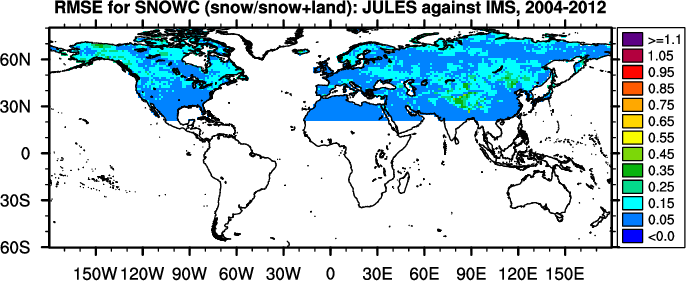 RMSE for SNOWC (snow/snow+land): JULES against IMS, 2004-2012
60N
30N
0
30S
60S
150W 120W 90W 60W 30W 0 30E 60E 90E 120E 150E
>=1.1
1.05
0.95
0.85
0.75
0.65
0.55
0.45
0.35
0.25
0.15
0.05
<0.0